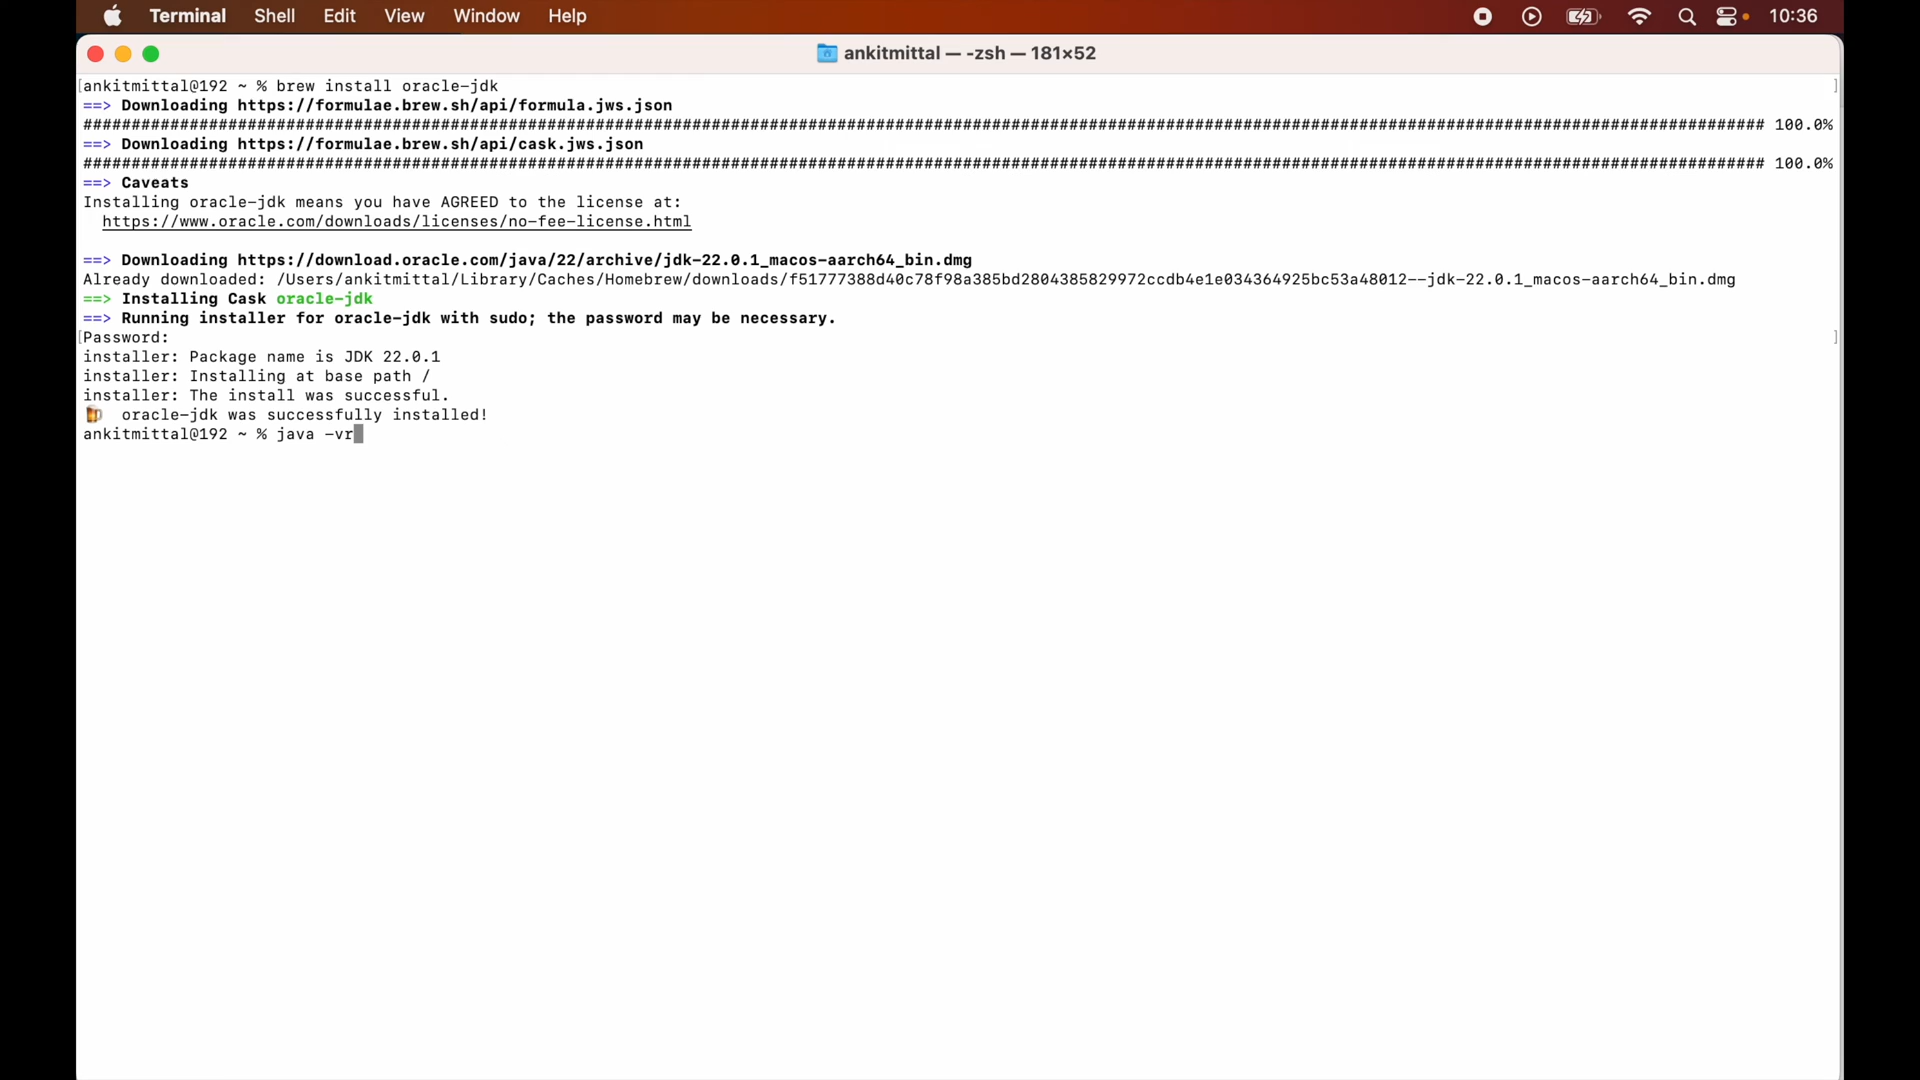 Terminal Shell Edit View Window Help 10:36
ankitmittal — -zsh — 181×52
[ankitmittal@192 ~ % brew install oracle-jdk ]
==> Downloading https://formulae.brew.sh/api/formula.jws.json
############################################################################################################################################################################## 100.0%
==> Downloading https://formulae.brew.sh/api/cask.jws.json
############################################################################################################################################################################## 100.0%
==> Caveats
Installing oracle-jdk means you have AGREED to the license at:
https://www.oracle.com/downloads/licenses/no-fee-license.html
==> Downloading https://download.oracle.com/java/22/archive/jdk-22.0.1_macos-aarch64_bin.dmg
Already downloaded: /Users/ankitmittal/Library/Caches/Homebrew/downloads/f51777388d40c78f98a385bd2804385829972ccdb4e1e034364925bc53a48012--jdk-22.0.1_macos-aarch64_bin.dmg
==> Installing Cask oracle-jdk
==> Running installer for oracle-jdk with sudo; the password may be necessary.
[Password: ]
installer: Package name is JDK 22.0.1
installer: Installing at base path /
installer: The install was successful.
🍺 oracle-jdk was successfully installed!
ankitmittal@192 ~ % java -vr